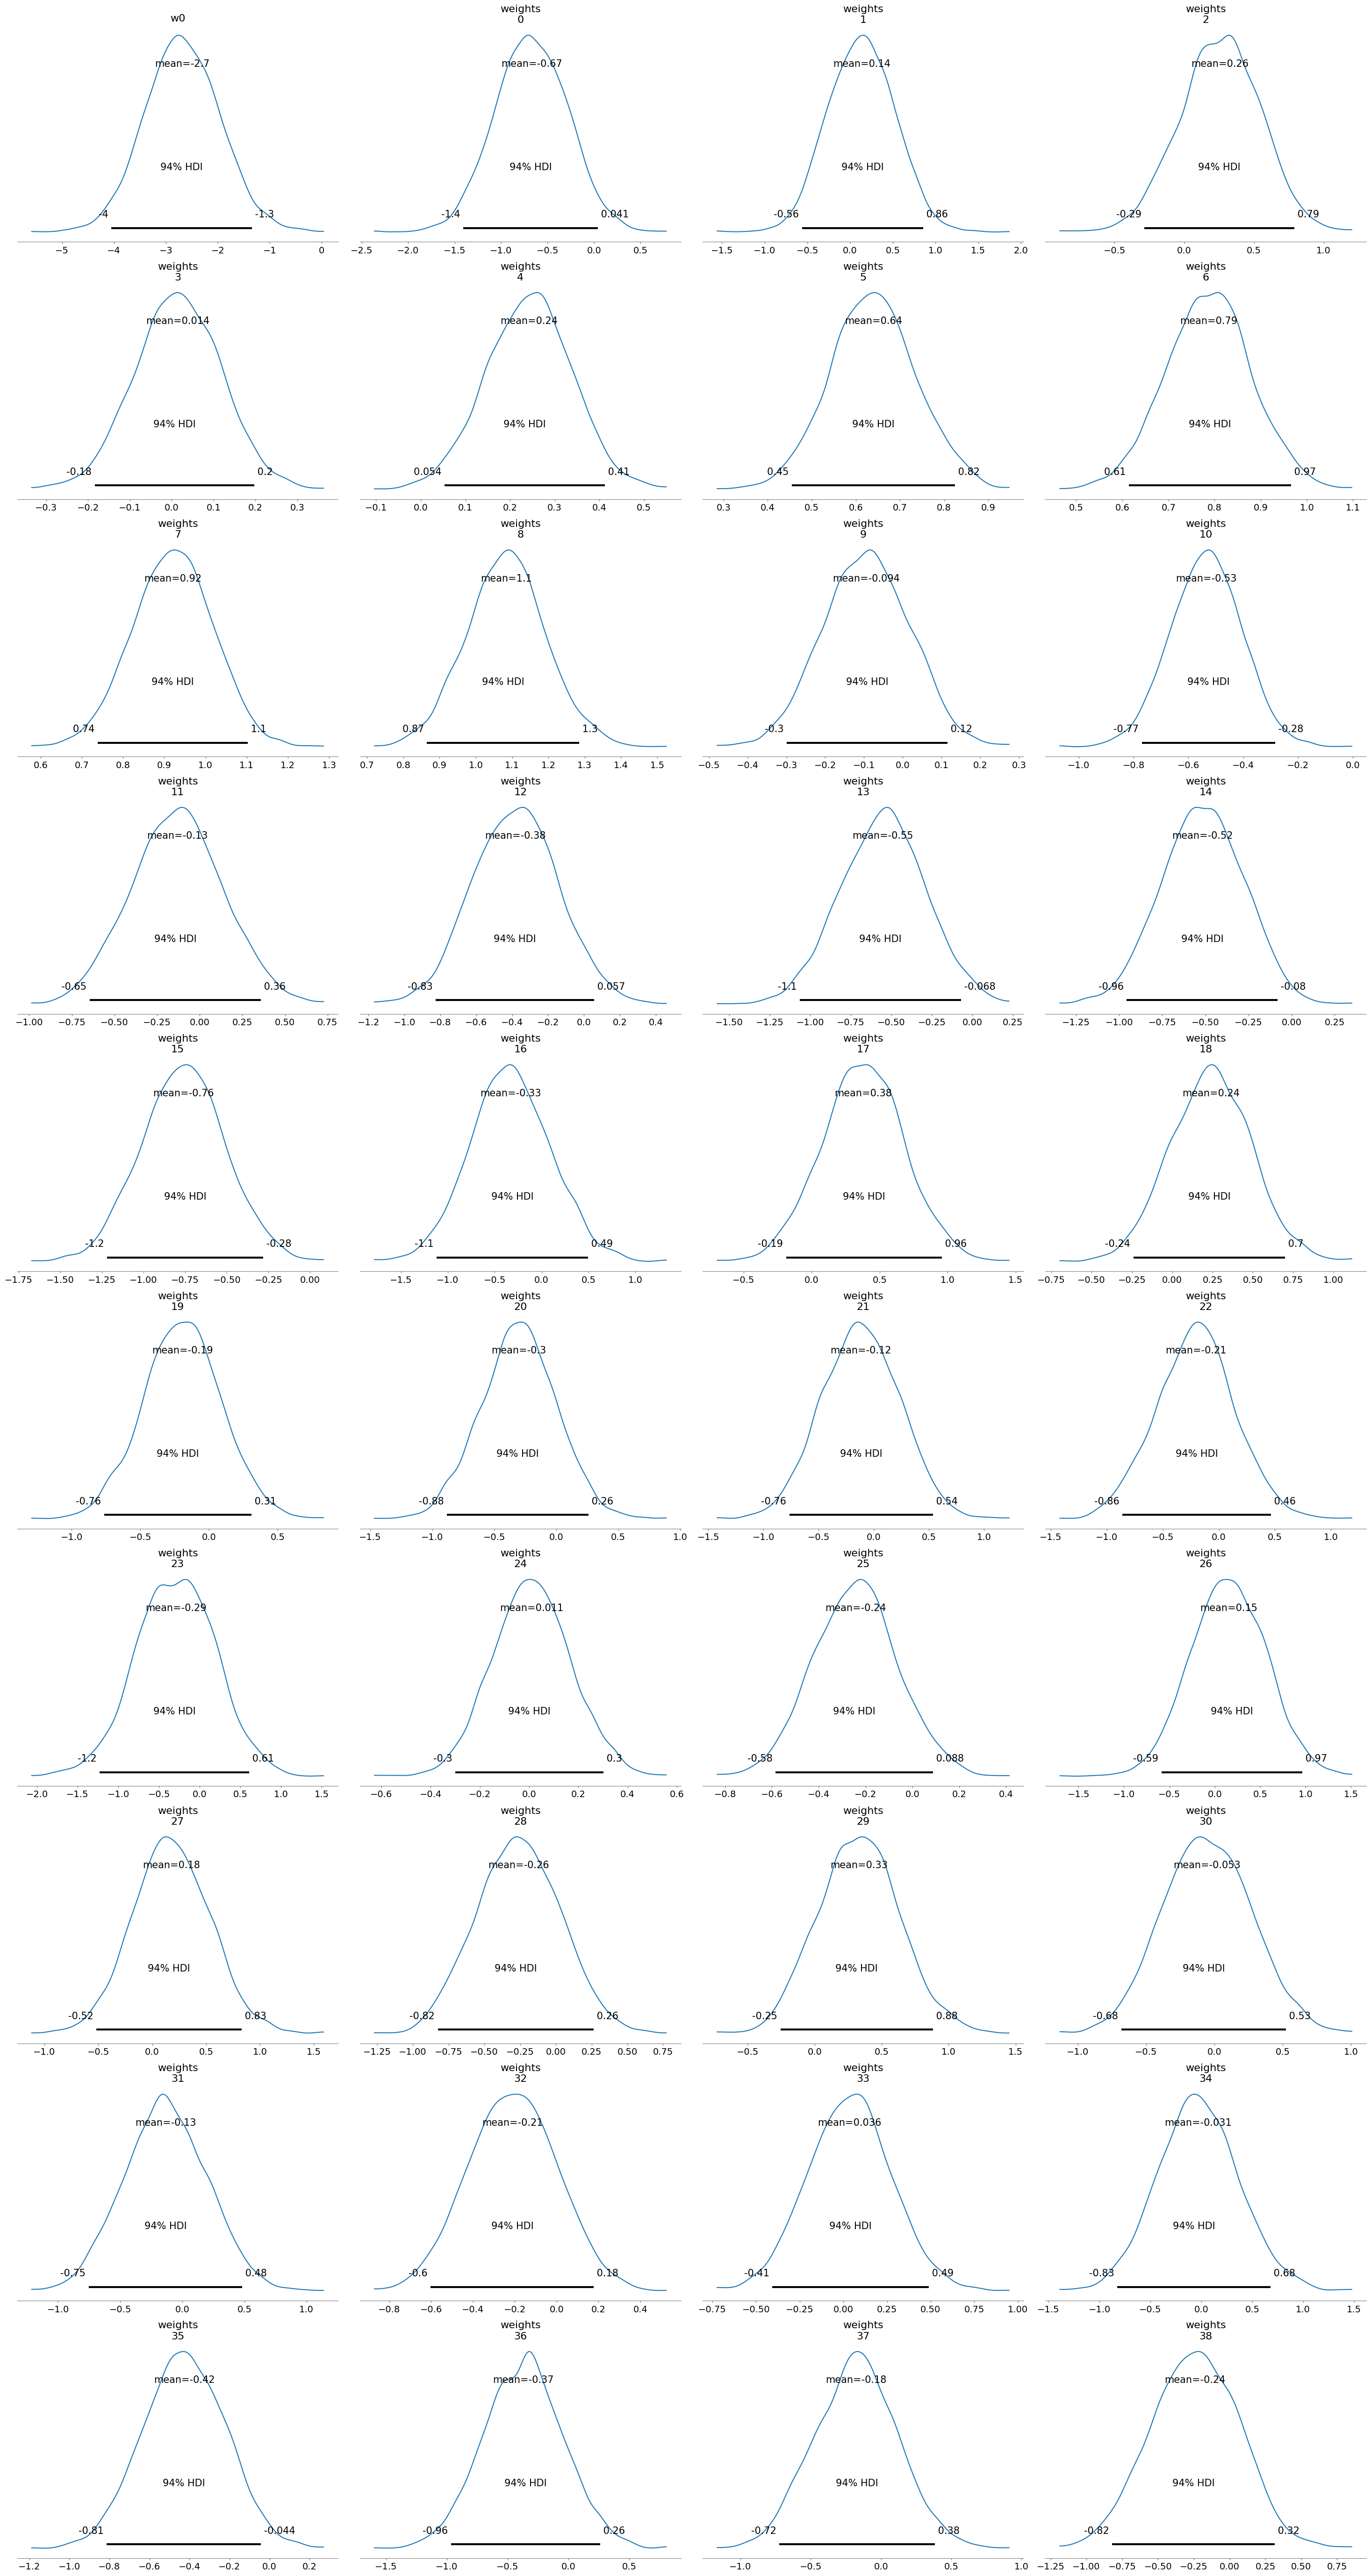 w0
mean=-2.7
94% HDI
-4 -1.3
−5 −4 −3 −2 −1 0
weights
0
mean=-0.67
94% HDI
-1.4 0.041
−2.5 −2.0 −1.5 −1.0 −0.5 0.0 0.5
weights
1
mean=0.14
94% HDI
-0.56 0.86
−1.5 −1.0 −0.5 0.0 0.5 1.0 1.5 2.0
weights
2
mean=0.26
94% HDI
-0.29 0.79
−0.5 0.0 0.5 1.0
weights
3
mean=0.014
94% HDI
-0.18 0.2
−0.3 −0.2 −0.1 0.0 0.1 0.2 0.3
weights
4
mean=0.24
94% HDI
0.054 0.41
−0.1 0.0 0.1 0.2 0.3 0.4 0.5
weights
5
mean=0.64
94% HDI
0.45 0.82
0.3 0.4 0.5 0.6 0.7 0.8 0.9
weights
6
mean=0.79
94% HDI
0.61 0.97
0.5 0.6 0.7 0.8 0.9 1.0 1.1
weights
7
mean=0.92
94% HDI
0.74 1.1
0.6 0.7 0.8 0.9 1.0 1.1 1.2 1.3
weights
8
mean=1.1
94% HDI
0.87 1.3
0.7 0.8 0.9 1.0 1.1 1.2 1.3 1.4 1.5
weights
9
mean=-0.094
94% HDI
-0.3 0.12
−0.5 −0.4 −0.3 −0.2 −0.1 0.0 0.1 0.2 0.3
weights
10
mean=-0.53
94% HDI
-0.77 -0.28
−1.0 −0.8 −0.6 −0.4 −0.2 0.0
weights
11
mean=-0.13
94% HDI
-0.65 0.36
−1.00 −0.75 −0.50 −0.25 0.00 0.25 0.50 0.75
weights
12
mean=-0.38
94% HDI
-0.83 0.057
−1.2 −1.0 −0.8 −0.6 −0.4 −0.2 0.0 0.2 0.4
weights
13
mean=-0.55
94% HDI
-1.1 -0.068
−1.50 −1.25 −1.00 −0.75 −0.50 −0.25 0.00 0.25
weights
14
mean=-0.52
94% HDI
-0.96 -0.08
−1.25 −1.00 −0.75 −0.50 −0.25 0.00 0.25
weights
15
mean=-0.76
94% HDI
-1.2 -0.28
−1.75 −1.50 −1.25 −1.00 −0.75 −0.50 −0.25 0.00
weights
16
mean=-0.33
94% HDI
-1.1 0.49
−1.5 −1.0 −0.5 0.0 0.5 1.0
weights
17
mean=0.38
94% HDI
-0.19 0.96
−0.5 0.0 0.5 1.0 1.5
weights
18
mean=0.24
94% HDI
-0.24 0.7
−0.75 −0.50 −0.25 0.00 0.25 0.50 0.75 1.00
weights
19
mean=-0.19
94% HDI
-0.76 0.31
−1.0 −0.5 0.0 0.5
weights
20
mean=-0.3
94% HDI
-0.88 0.26
−1.5 −1.0 −0.5 0.0 0.5 1.0
weights
21
mean=-0.12
94% HDI
-0.76 0.54
−1.5 −1.0 −0.5 0.0 0.5 1.0
weights
22
mean=-0.21
94% HDI
-0.86 0.46
−1.5 −1.0 −0.5 0.0 0.5 1.0
weights
23
mean=-0.29
94% HDI
-1.2 0.61
−2.0 −1.5 −1.0 −0.5 0.0 0.5 1.0 1.5
weights
24
mean=0.011
94% HDI
-0.3 0.3
−0.6 −0.4 −0.2 0.0 0.2 0.4 0.6
weights
25
mean=-0.24
94% HDI
-0.58 0.088
−0.8 −0.6 −0.4 −0.2 0.0 0.2 0.4
weights
26
mean=0.15
94% HDI
-0.59 0.97
−1.5 −1.0 −0.5 0.0 0.5 1.0 1.5
weights
27
mean=0.18
94% HDI
-0.52 0.83
−1.0 −0.5 0.0 0.5 1.0 1.5
weights
28
mean=-0.26
94% HDI
-0.82 0.26
−1.25 −1.00 −0.75 −0.50 −0.25 0.00 0.25 0.50 0.75
weights
29
mean=0.33
94% HDI
-0.25 0.88
−0.5 0.0 0.5 1.0 1.5
weights
30
mean=-0.053
94% HDI
-0.68 0.53
−1.0 −0.5 0.0 0.5 1.0
weights
31
mean=-0.13
94% HDI
-0.75 0.48
−1.0 −0.5 0.0 0.5 1.0
weights
32
mean=-0.21
94% HDI
-0.6 0.18
−0.8 −0.6 −0.4 −0.2 0.0 0.2 0.4
weights
33
mean=0.036
94% HDI
-0.41 0.49
−0.75 −0.50 −0.25 0.00 0.25 0.50 0.75 1.00
weights
34
mean=-0.031
94% HDI
-0.83 0.68
−1.5 −1.0 −0.5 0.0 0.5 1.0 1.5
weights
35
mean=-0.42
94% HDI
-0.81 -0.044
−1.2 −1.0 −0.8 −0.6 −0.4 −0.2 0.0 0.2
weights
36
mean=-0.37
94% HDI
-0.96 0.26
−1.5 −1.0 −0.5 0.0 0.5
weights
37
mean=-0.18
94% HDI
-0.72 0.38
−1.0 −0.5 0.0 0.5 1.0
weights
38
mean=-0.24
94% HDI
-0.82 0.32
−1.25 −1.00 −0.75 −0.50 −0.25 0.00 0.25 0.50 0.75